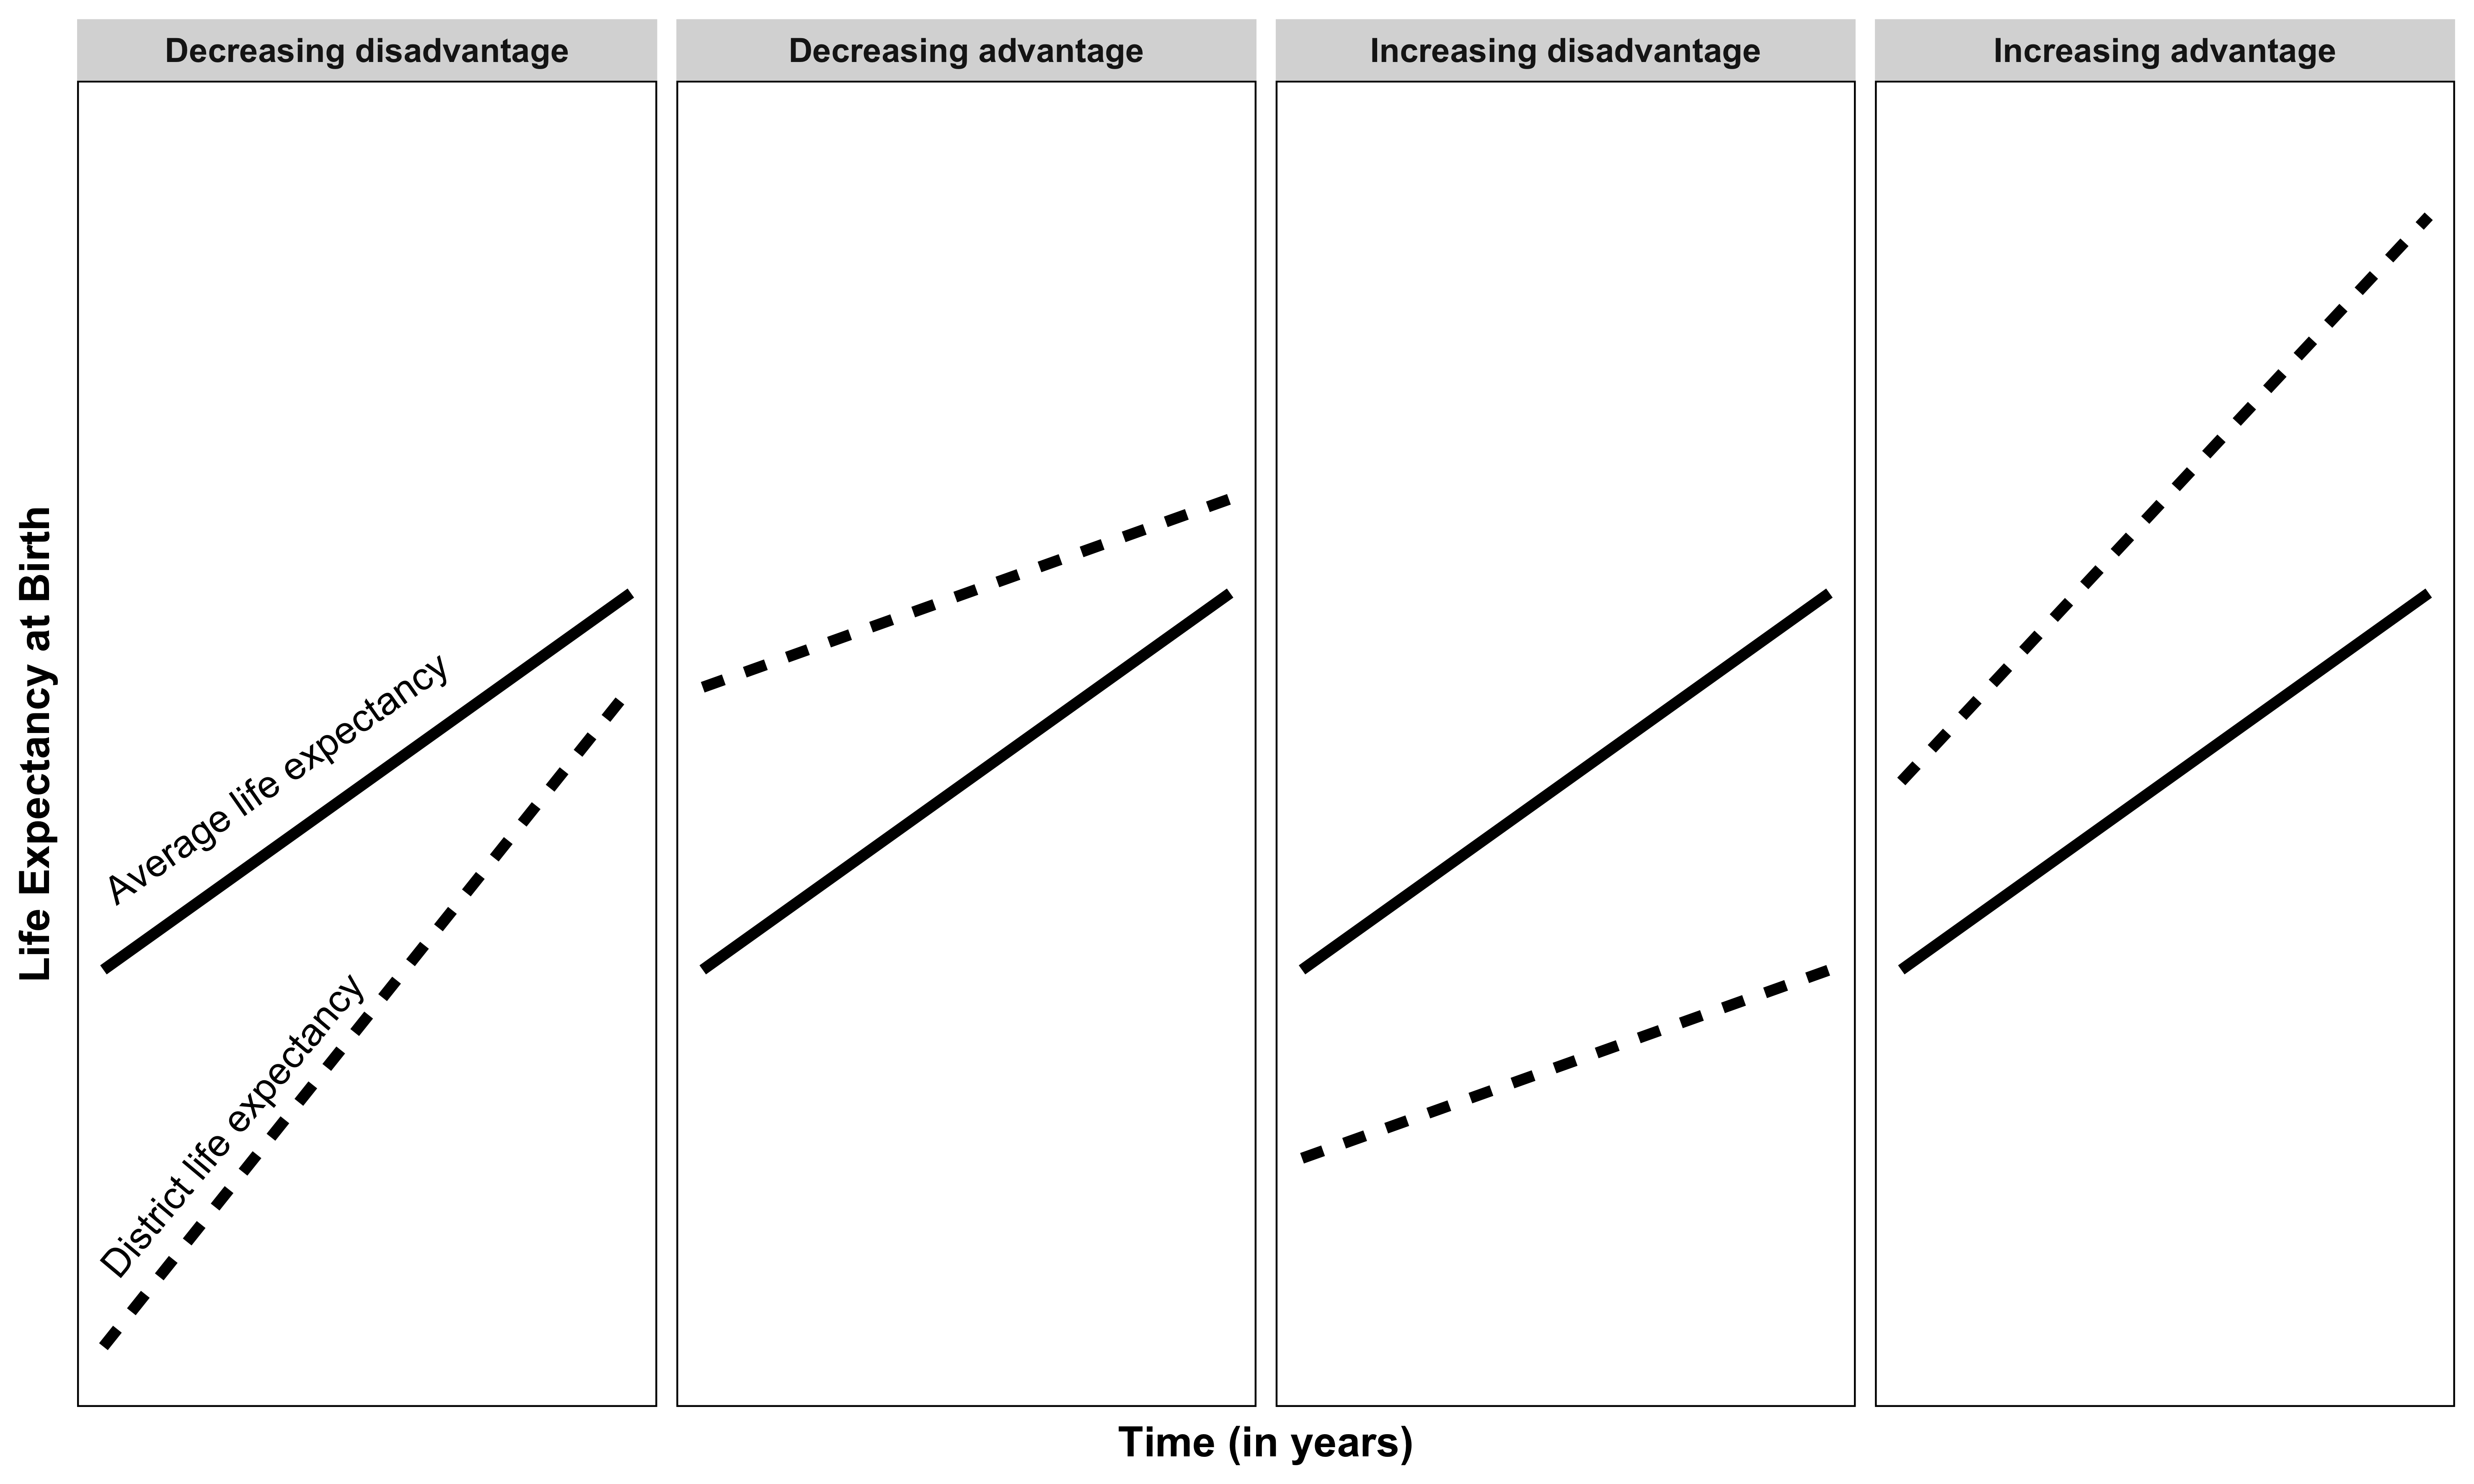 Decreasing disadvantage
Decreasing advantage
Increasing disadvantage
Increasing advantage
Life Expectancy at Birth
Average life expectancy
District life expectancy
Time (in years)